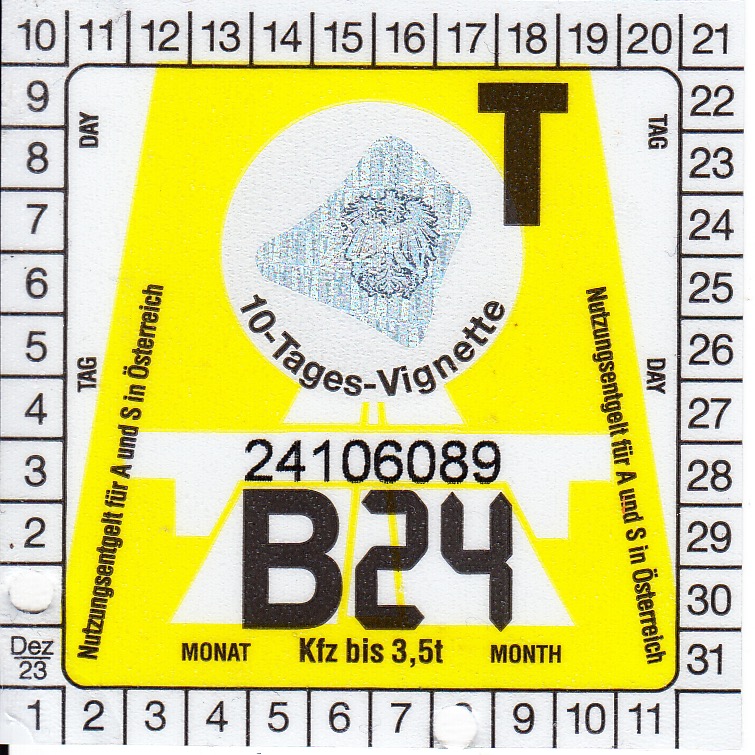 10 11 12 13 14 15 16 17 18 19 20 21
9 22
8 23
7 24
6 25
5 26
4 27
3 28
2 29
30
Dez 23 31
1 2 3 4 5 6 7 9 10 11
DAY
TAG
T
10-Tages-Vignette
TAG
DAY
Nutzungsentgelt für A und S in Österreich
Nutzungsentgelt für A und S in Österreich
24106089
B24
MONAT Kfz bis 3,5t MONTH